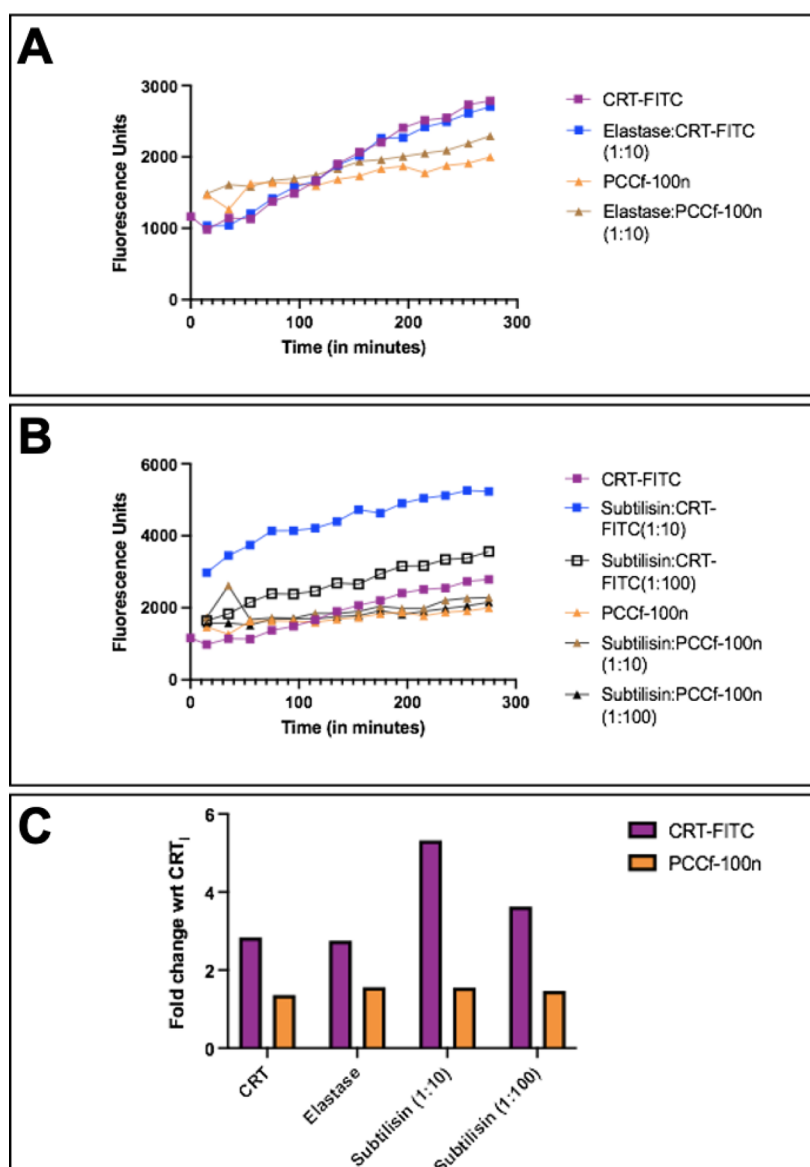 A
Fluorescence Units
3000
2000
1000
0
0
100
200
300
Time (in minutes)
CRT-FITC
Elastase:CRT-FITC
(1:10)
PCCf-100n
Elastase:PCCf-100n
(1:10)
B
Fluorescence Units
6000
4000
2000
0
0
100
200
300
Time (in minutes)
CRT-FITC
Subtilisin:CRT-
FITC(1:10)
Subtilisin:CRT-
FITC(1:100)
PCCf-100n
Subtilisin:PCCf-100n
(1:10)
Subtilisin:PCCf-100n
(1:100)
C
Fold change wrt CRTI
6
4
2
0
CRT
Elastase
Subtilisin (1:10)
Subtilisin (1:100)
CRT-FITC
PCCf-100n